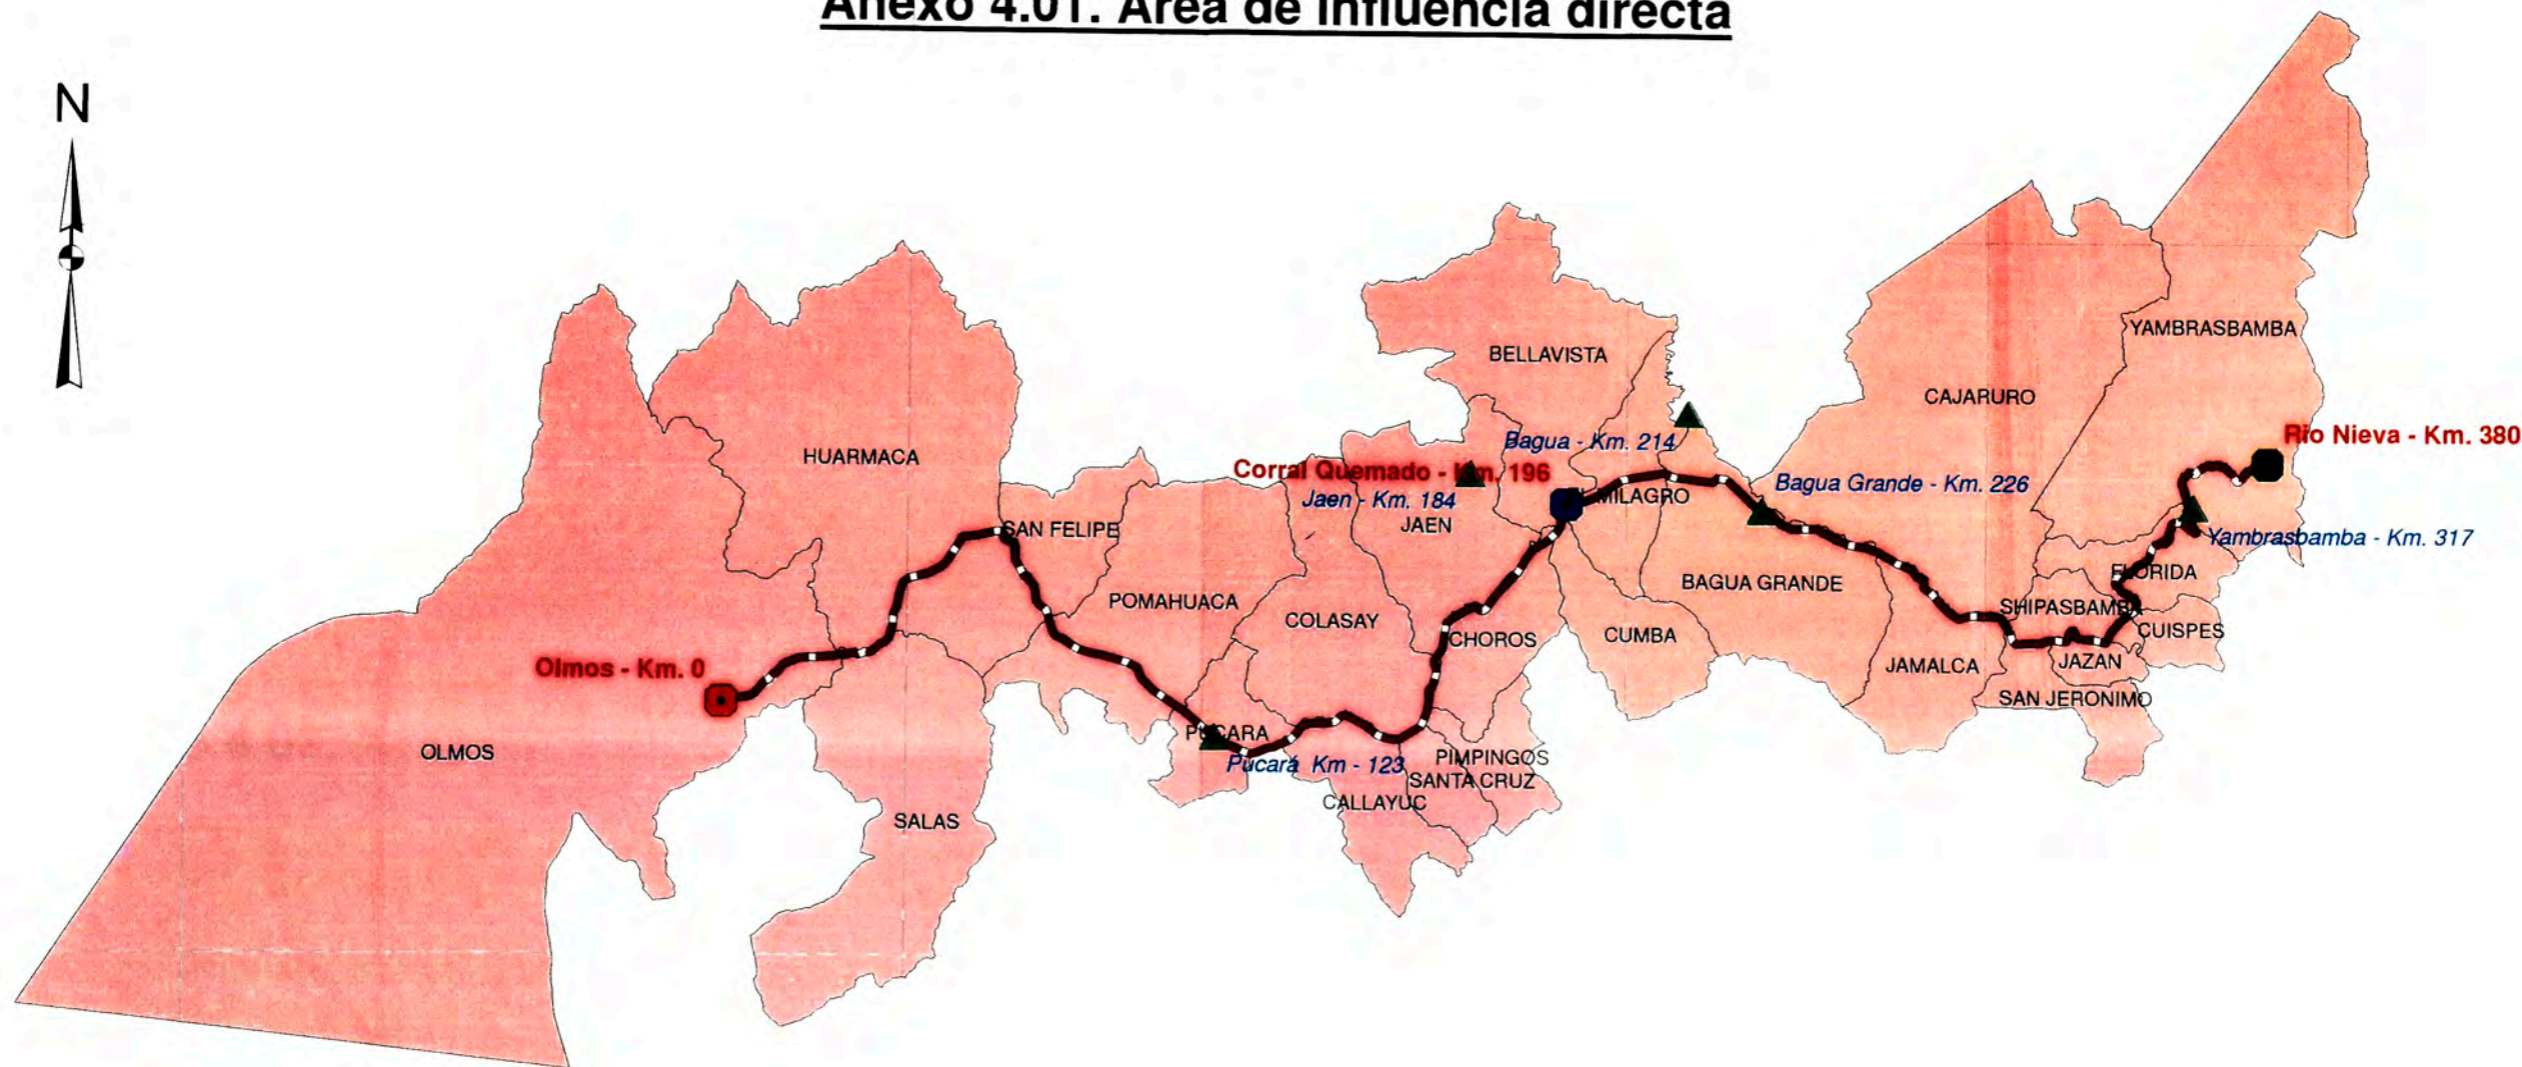 Anexo 4.01. Área de influencia directa
N
YAMBRASBAMBA
BELLAVISTA
CAJARURO
Rio Nieva - Km. 380
Bagua - Km. 214
HUARMACA
Corral Quemado - Km. 196
Bagua Grande - Km. 226
Jaen - Km. 184
EL MILAGRO
JAEN
SAN FELIPE
Yambrasbamba - Km. 317
FLORIDA
BAGUA GRANDE
POMAHUACA
SHIPASBAMBA
COLASAY
CUISPES
CHOROS
CUMBA
JAZAN
JAMALCA
Olmos - Km. 0
SAN JERONIMO
PUCARA
OLMOS
PIMPINGOS
Pucará Km - 123
SANTA CRUZ
CALLAYUC
SALAS